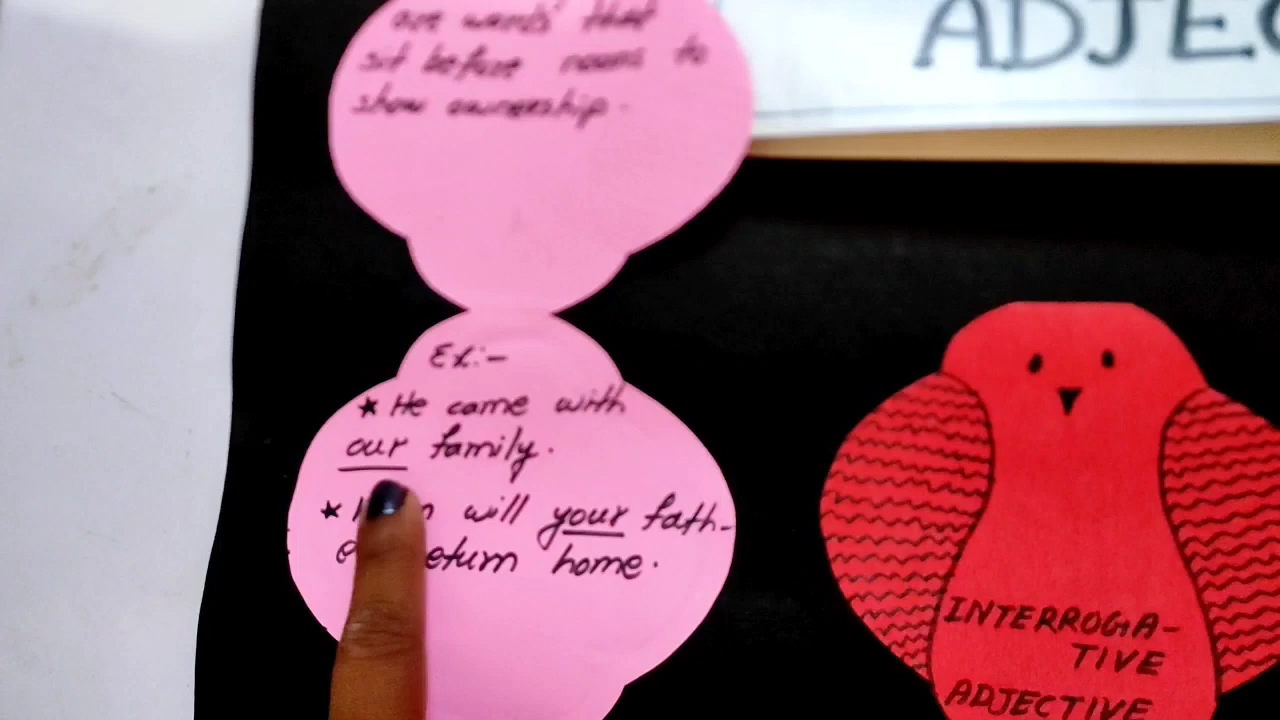 are words that
sit before nouns to
show ownership.
ADJEC
Ex:-
★ He came with
our family.
★ will your fath-
eturn home.
INTERROGA-
TIVE
ADJECTIVE